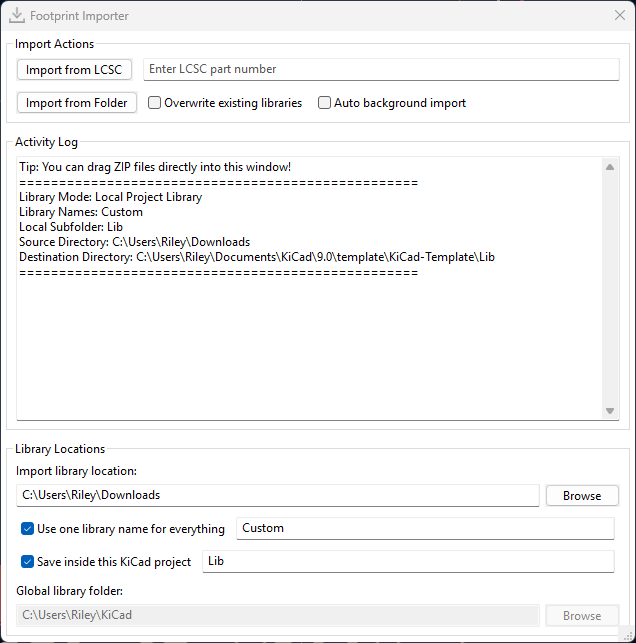 Footprint Importer
Import Actions
Import from LCSC
Enter LCSC part number
Import from Folder
Overwrite existing libraries
Auto background import
Activity Log
Tip: You can drag ZIP files directly into this window!
==================================================
Library Mode: Local Project Library
Library Names: Custom
Local Subfolder: Lib
Source Directory: C:\Users\Riley\Downloads
Destination Directory: C:\Users\Riley\Documents\KiCad\9.0\template\KiCad-Template\Lib
==================================================
Library Locations
Import library location:
C:\Users\Riley\Downloads
Browse
Use one library name for everything
Custom
Save inside this KiCad project
Lib
Global library folder:
C:\Users\Riley\KiCad
Browse